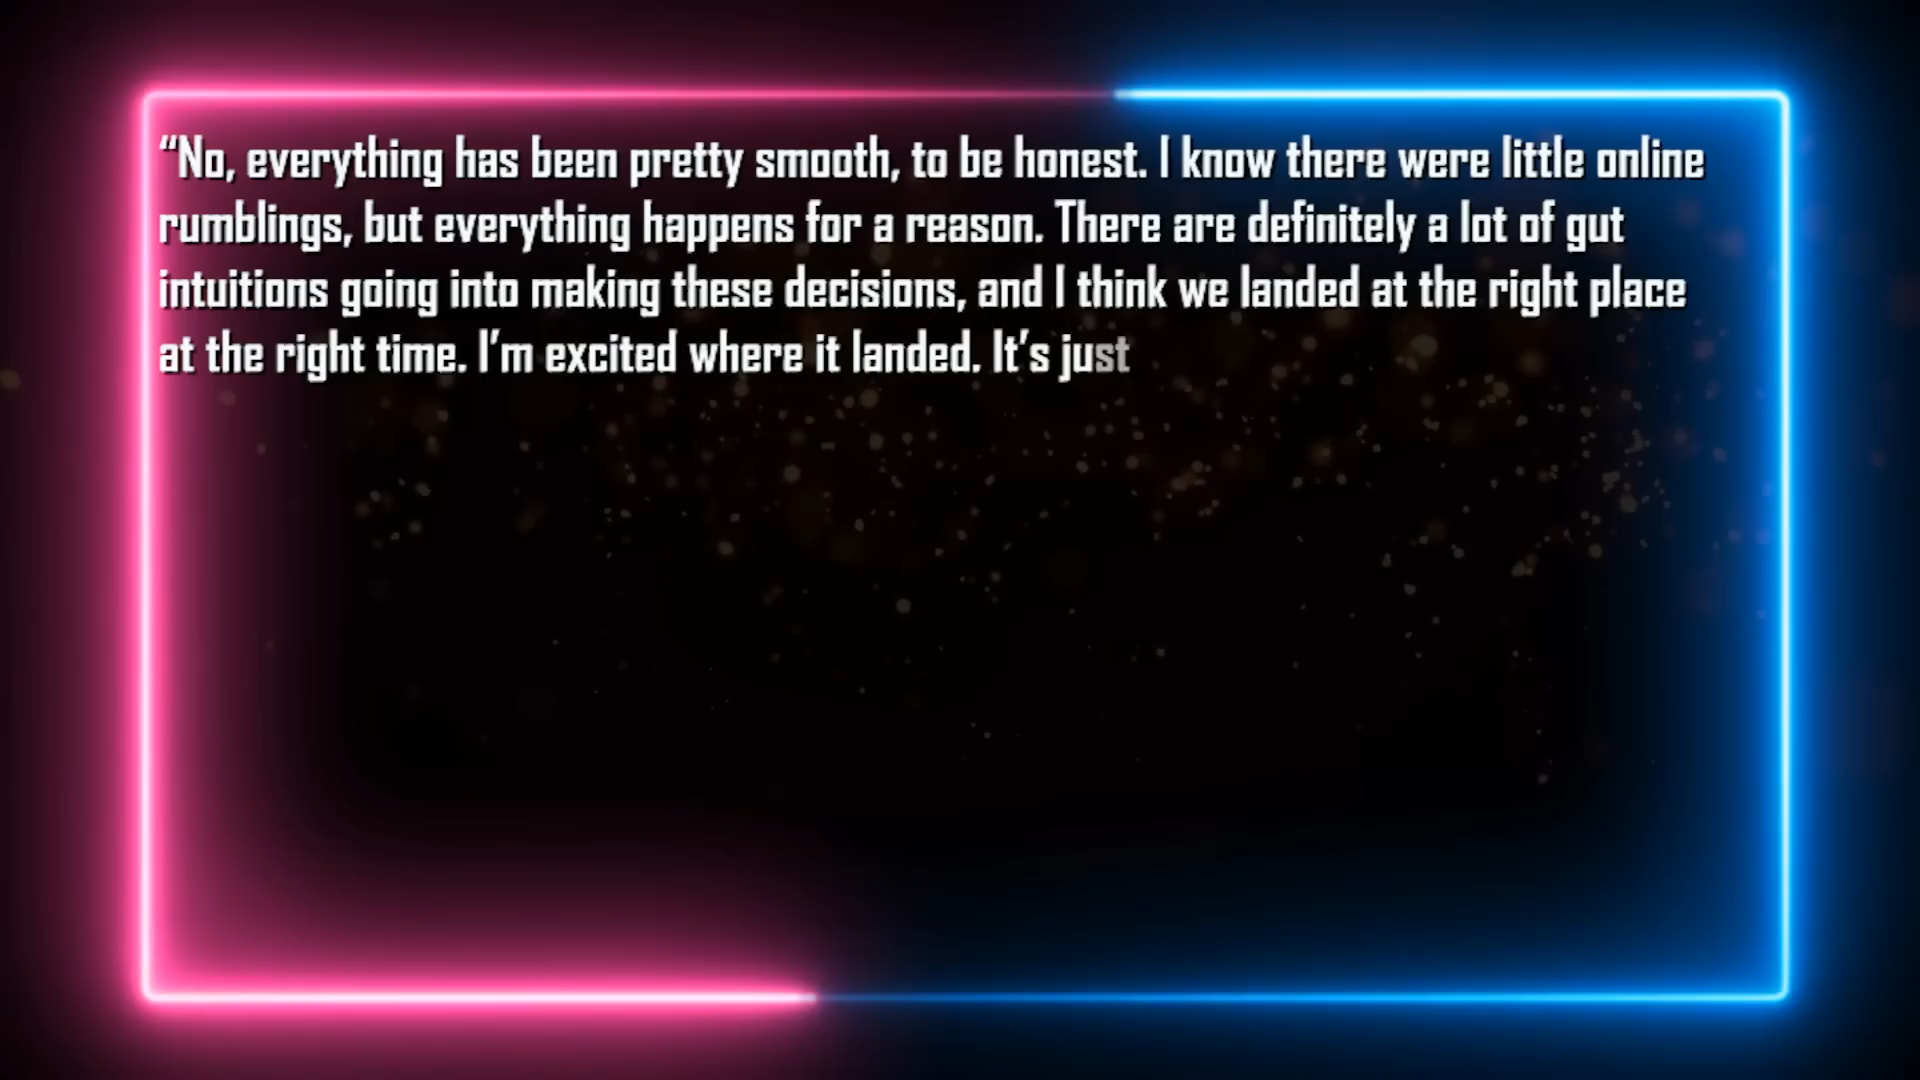 “No, everything has been pretty smooth, to be honest. I know there were little online
rumblings, but everything happens for a reason. There are definitely a lot of gut
intuitions going into making these decisions, and I think we landed at the right place
at the right time. I’m excited where it landed. It’s just